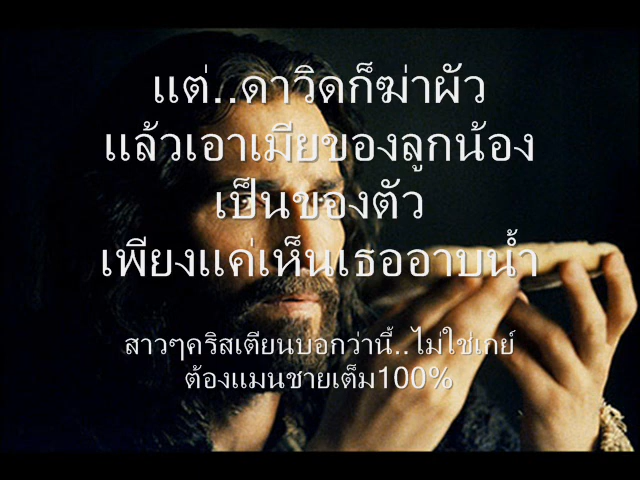 แต่..ดาวิดก็ฆ่าผัว
แล้วเอาเมียของลูกน้อง
เป็นของตัว
เพียงแค่เห็นเธออาบน้ำ
สาวๆคริสเตียนบอกว่านี้..ไม่ใช่เกย์
ต้องแมนชายเต็ม100%